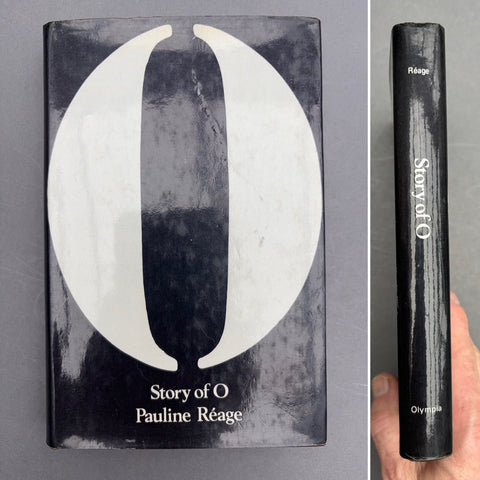 O
Story of O
Pauline Réage
Réage
Story of O
Olympia